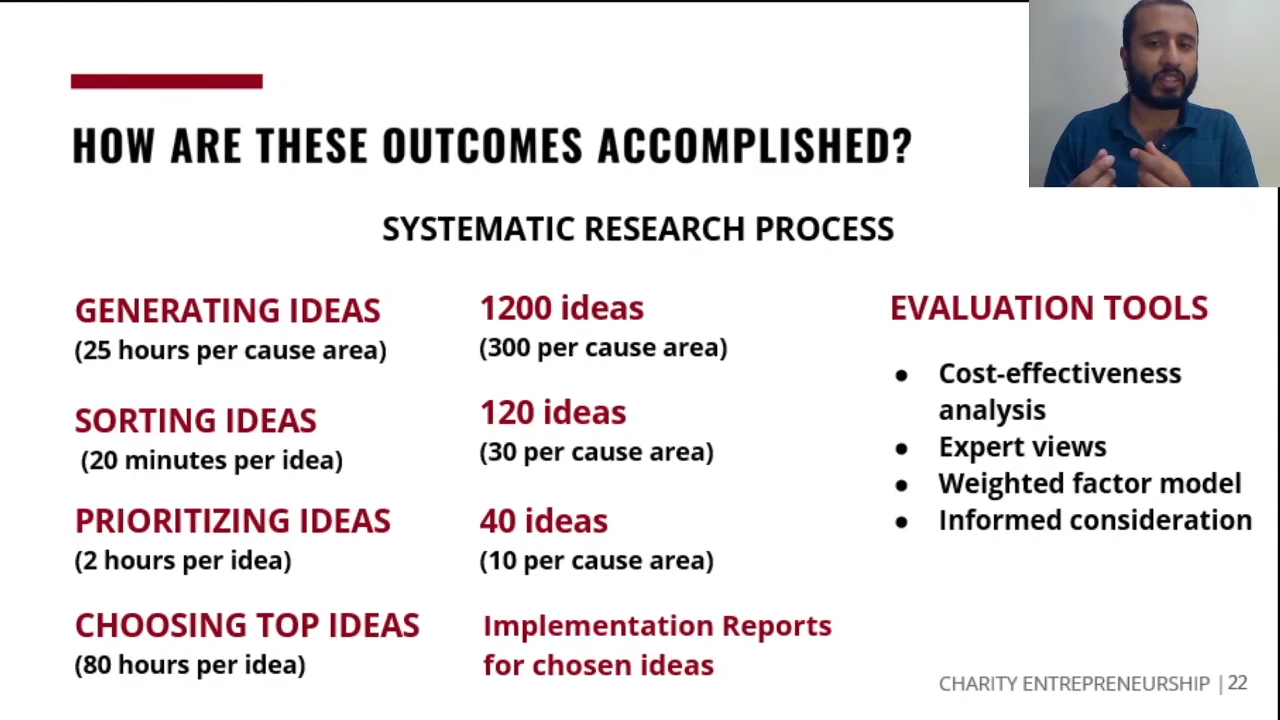 HOW ARE THESE OUTCOMES ACCOMPLISHED?
SYSTEMATIC RESEARCH PROCESS
GENERATING IDEAS
(25 hours per cause area)
1200 ideas
(300 per cause area)
SORTING IDEAS
(20 minutes per idea)
120 ideas
(30 per cause area)
PRIORITIZING IDEAS
(2 hours per idea)
40 ideas
(10 per cause area)
CHOOSING TOP IDEAS
(80 hours per idea)
Implementation Reports
for chosen ideas
EVALUATION TOOLS
● Cost-effectiveness
analysis
● Expert views
● Weighted factor model
● Informed consideration
CHARITY ENTREPRENEURSHIP | 22